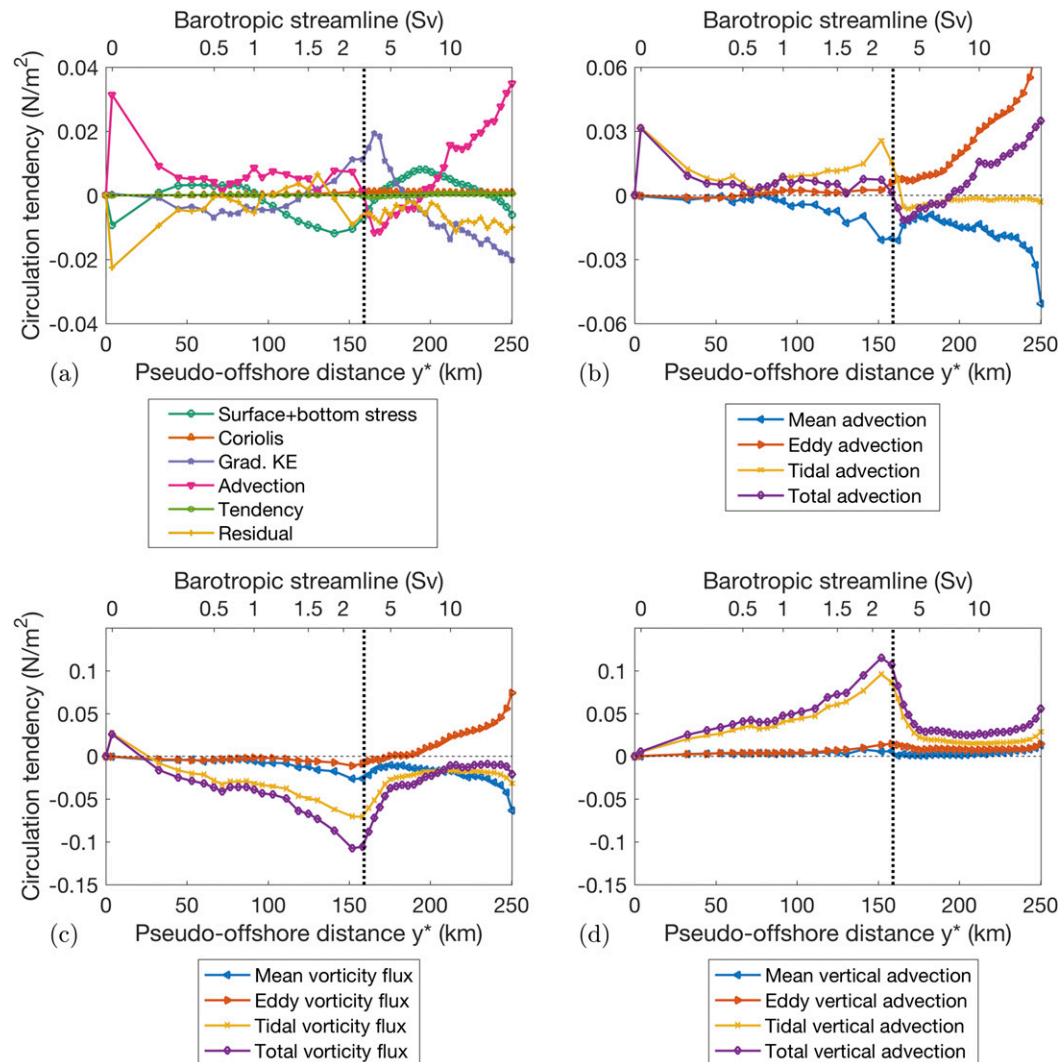 Barotropic streamline (Sv)
0 0.5 1 1.5 2 5 10
0.04
0.02
0
-0.02
-0.04
Circulation tendency (N/m²)
0 50 100 150 200 250
(a) Pseudo-offshore distance y* (km)
Surface+bottom stress
Coriolis
Grad. KE
Advection
Tendency
Residual
Barotropic streamline (Sv)
0 0.5 1 1.5 2 5 10
0.06
0.03
0
-0.03
-0.06
0 50 100 150 200 250
(b) Pseudo-offshore distance y* (km)
Mean advection
Eddy advection
Tidal advection
Total advection
Barotropic streamline (Sv)
0 0.5 1 1.5 2 5 10
0.1
0.05
0
-0.05
-0.1
-0.15
Circulation tendency (N/m²)
0 50 100 150 200 250
(c) Pseudo-offshore distance y* (km)
Mean vorticity flux
Eddy vorticity flux
Tidal vorticity flux
Total vorticity flux
Barotropic streamline (Sv)
0 0.5 1 1.5 2 5 10
0.1
0.05
0
-0.05
-0.1
-0.15
0 50 100 150 200 250
(d) Pseudo-offshore distance y* (km)
Mean vertical advection
Eddy vertical advection
Tidal vertical advection
Total vertical advection